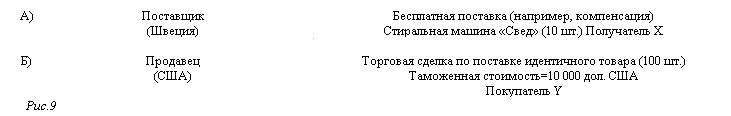 А) Поставщик Бесплатная поставка (например, компенсация)
(Швеция) Стиральная машина «Свед» (10 шт.) Получатель X
Б) Продавец Торговая сделка по поставке идентичного товара (100 шт.)
(США) Таможенная стоимость=10 000 дол. США
Покупатель Y
Рис.9